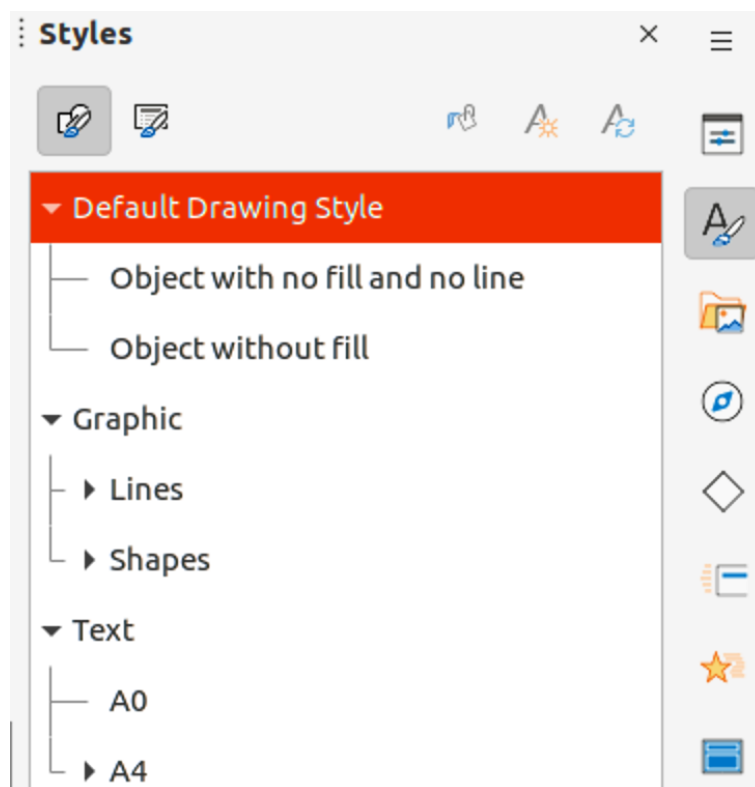 Styles
Default Drawing Style
Object with no fill and no line
Object without fill
Graphic
Lines
Shapes
Text
A0
A4